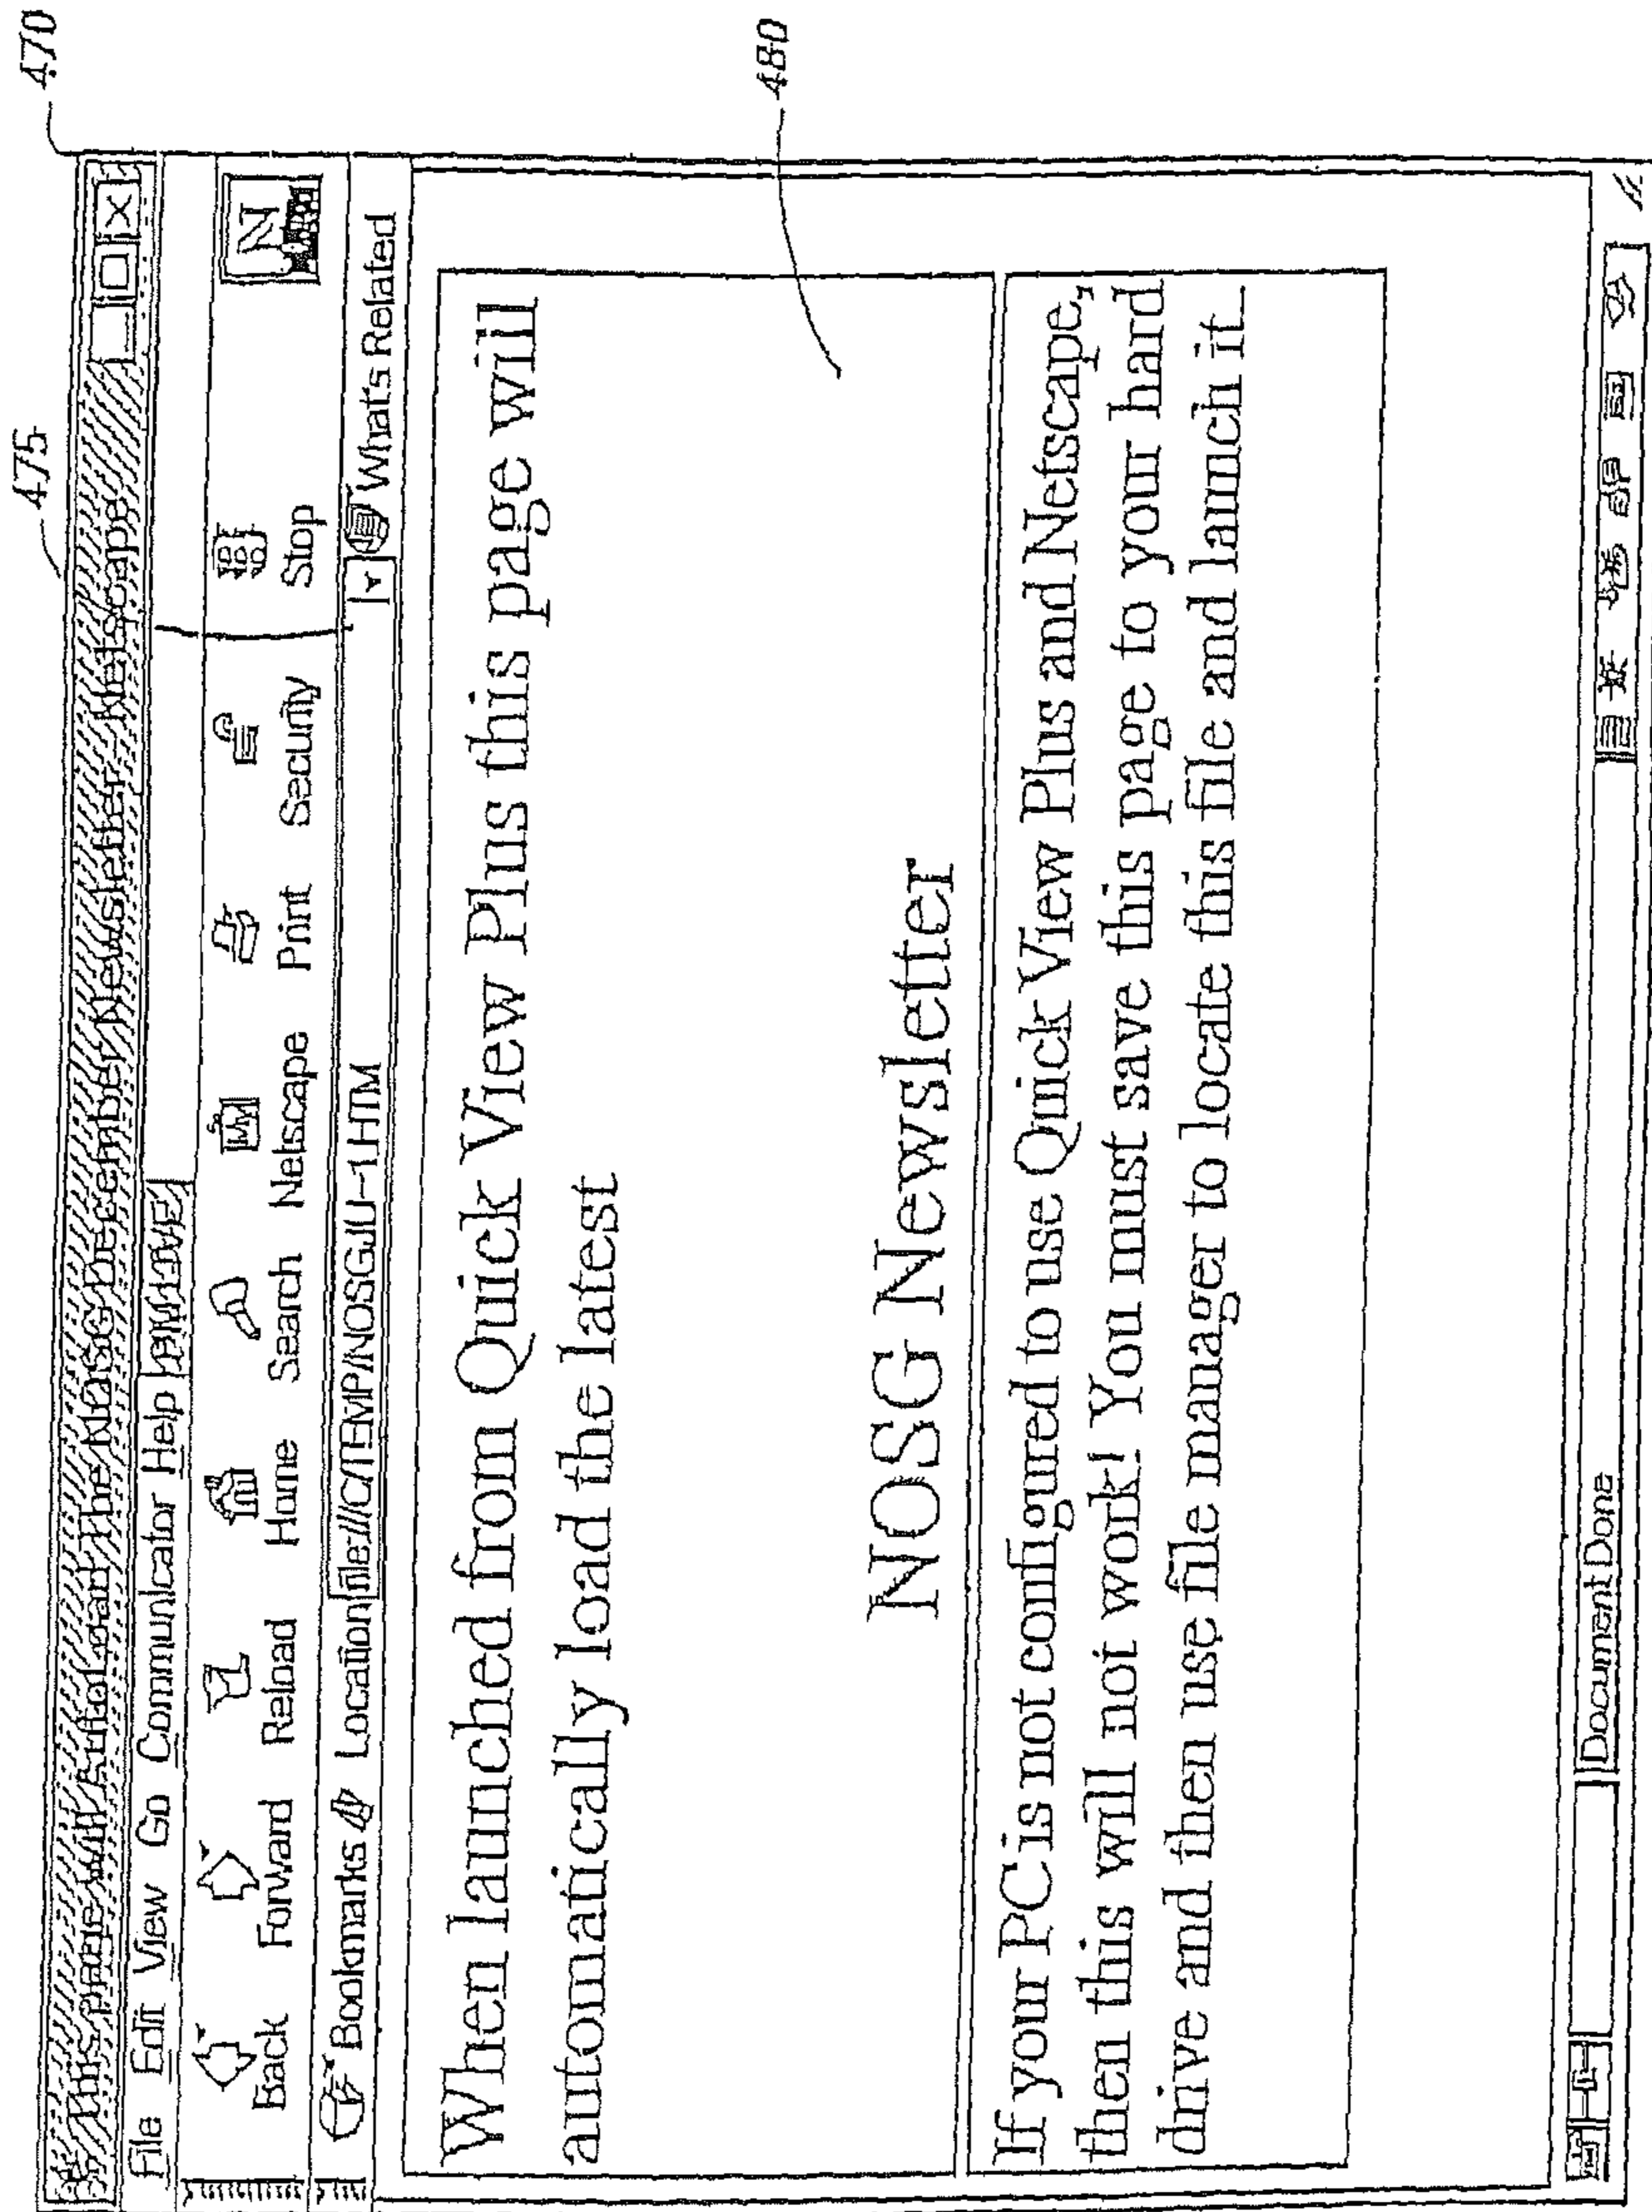 470
475
This page will AutoLoad the NOSG December Newsletter - Netscape
File Edit View Go Communicator Help
Back Forward Reload Home Search Netscape Print Security Stop
N
Bookmarks Location file:///C/TEMP/NOSGJU~1.HTM What's Related
When launched from Quick View Plus this page will
automatically load the latest
480
NOSG Newsletter
If your PC is not configured to use Quick View Plus and Netscape,
then this will not work! You must save this page to your hard
drive and then use file manager to locate this file and launch it.
Document Done